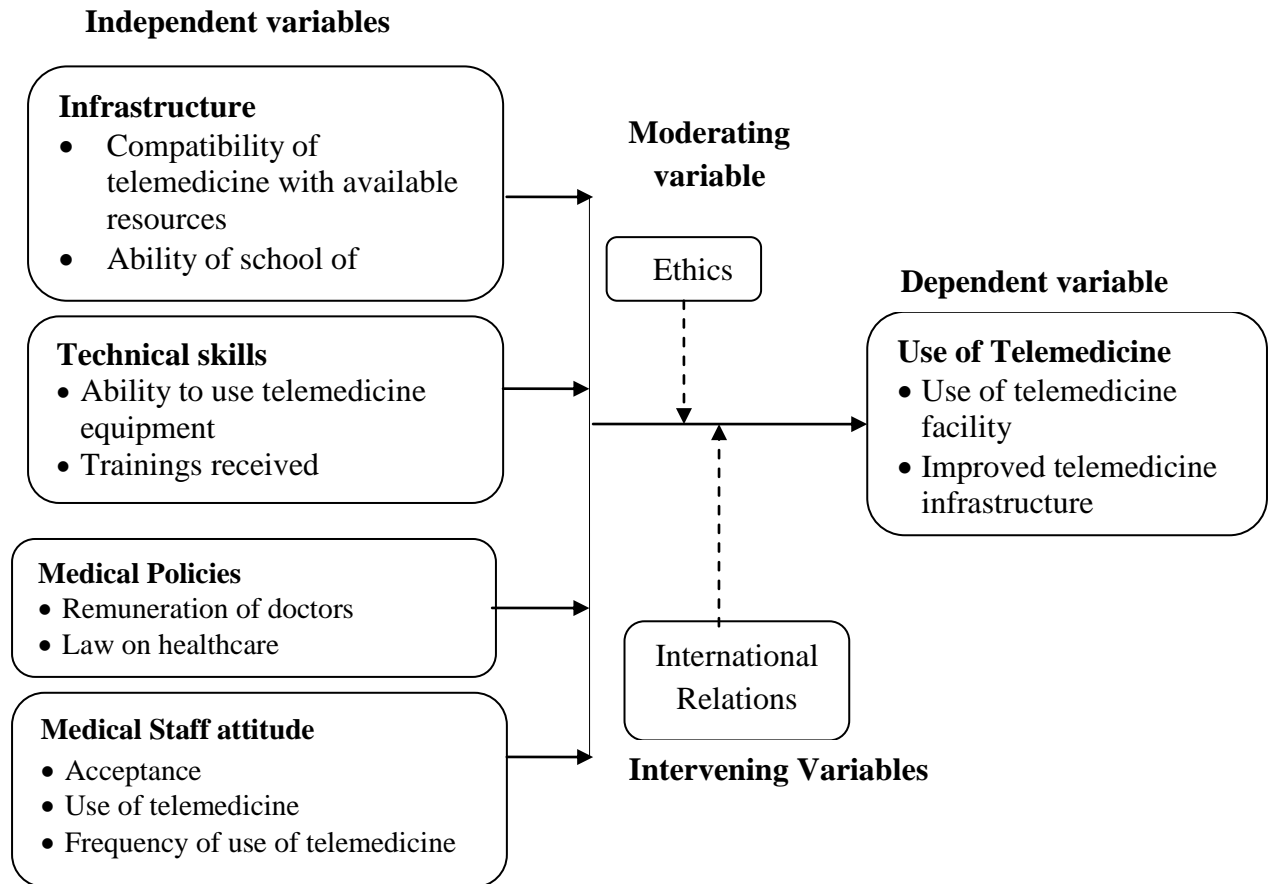 Independent variables
Infrastructure
• Compatibility of
telemedicine with available
resources
• Ability of school of
Technical skills
• Ability to use telemedicine
equipment
• Trainings received
Medical Policies
• Remuneration of doctors
• Law on healthcare
Medical Staff attitude
• Acceptance
• Use of telemedicine
• Frequency of use of telemedicine
Moderating
variable
Ethics
International
Relations
Intervening Variables
Dependent variable
Use of Telemedicine
• Use of telemedicine
facility
• Improved telemedicine
infrastructure